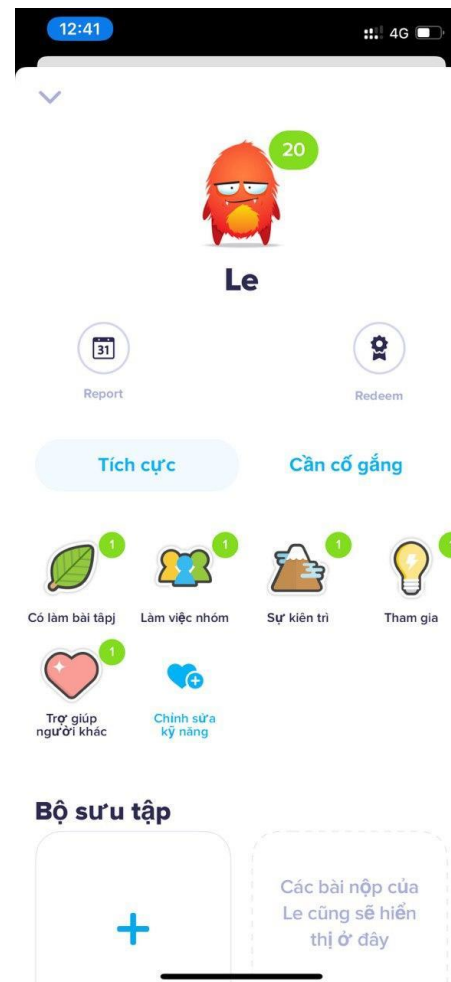 12:41
4G
20
Le
31
Report
Redeem
Tích cực
Cần cố gắng
1
1
1
1
Có làm bài tâpj
Làm việc nhóm
Sự kiên trì
Tham gia
1
Trợ giúp
người khác
Chỉnh sửa
kỹ năng
Bộ sưu tập
Các bài nộp của
Le cũng sẽ hiển
thị ở đây